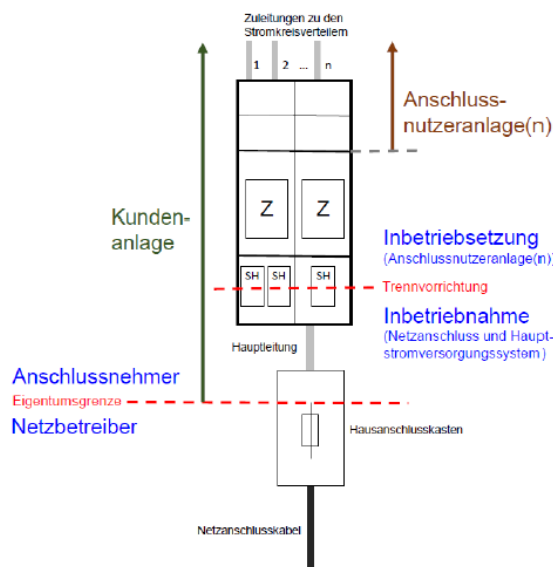 Zuleitungen zu den
Stromkreisverteilern
1 2 ... n
Anschluss-
nutzeranlage(n)
Kunden-
anlage
Z Z
Inbetriebsetzung
(Anschlussnutzeranlage(n))
SH SH SH
Trennvorrichtung
Inbetriebnahme
(Netzanschluss und Haupt-
stromversorgungssystem)
Hauptleitung
Anschlussnehmer
Eigentumsgrenze
Netzbetreiber
Hausanschlusskasten
Netzanschlusskabel